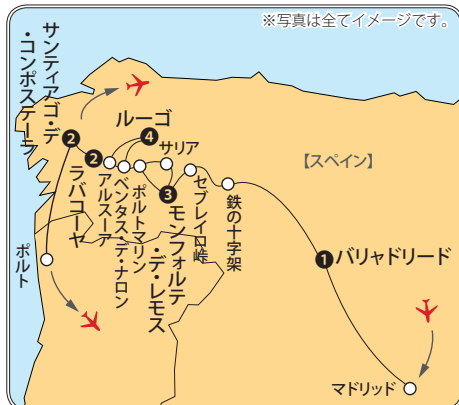 ※写真は全てイメージです。
サンティアゴ・デ
・コンポステーラ
2
2
ラバコーヤ
アルスーア
ベンタス・デ・ナロン
ポルトマリン
ルーゴ
4
サリア
3
モンフォルテ
・デ・レモス
セブレイロ峠
鉄の十字架
【スペイン】
1 バリャドリード
ポルト
マドリッド